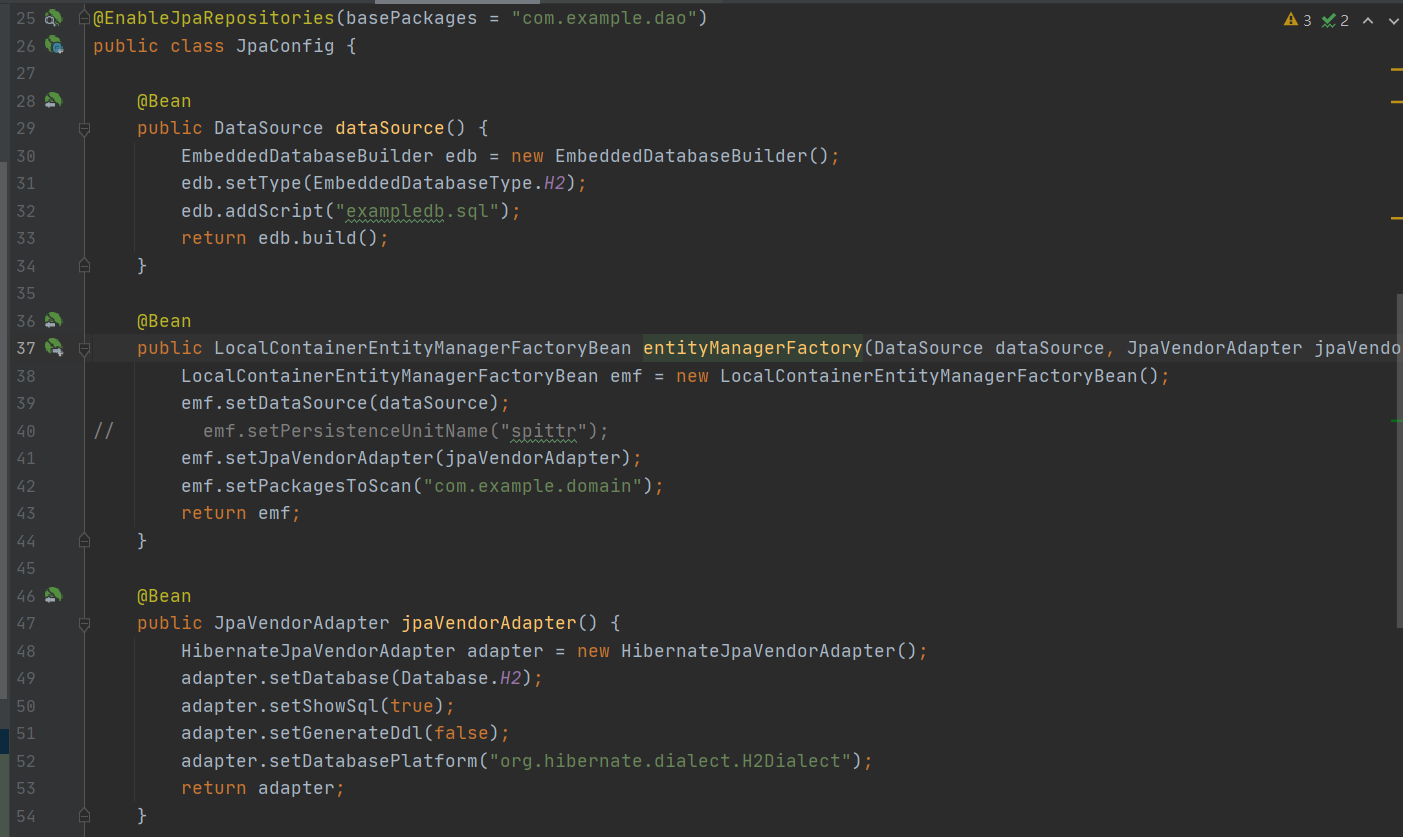 25 @EnableJpaRepositories(basePackages = "com.example.dao") 3 2
26 public class JpaConfig {
27
28 @Bean
29 public DataSource dataSource() {
30 EmbeddedDatabaseBuilder edb = new EmbeddedDatabaseBuilder();
31 edb.setType(EmbeddedDatabaseType.H2);
32 edb.addScript("exampledb.sql");
33 return edb.build();
34 }
35
36 @Bean
37 public LocalContainerEntityManagerFactoryBean entityManagerFactory(DataSource dataSource, JpaVendorAdapter jpaVendo
38 LocalContainerEntityManagerFactoryBean emf = new LocalContainerEntityManagerFactoryBean();
39 emf.setDataSource(dataSource);
40 // emf.setPersistenceUnitName("spittr");
41 emf.setJpaVendorAdapter(jpaVendorAdapter);
42 emf.setPackagesToScan("com.example.domain");
43 return emf;
44 }
45
46 @Bean
47 public JpaVendorAdapter jpaVendorAdapter() {
48 HibernateJpaVendorAdapter adapter = new HibernateJpaVendorAdapter();
49 adapter.setDatabase(Database.H2);
50 adapter.setShowSql(true);
51 adapter.setGenerateDdl(false);
52 adapter.setDatabasePlatform("org.hibernate.dialect.H2Dialect");
53 return adapter;
54 }